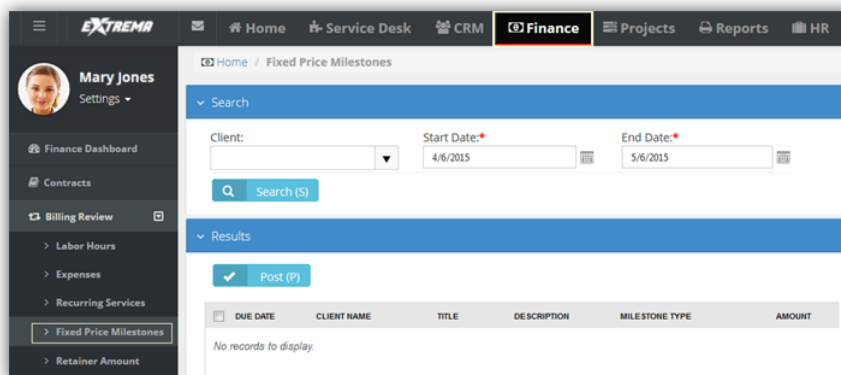 EXTREMA
Home Service Desk CRM Finance Projects Reports HR
Mary Jones
Settings
Home / Fixed Price Milestones
Search
Client: Start Date:* End Date:*
4/6/2015 5/6/2015
Search (S)
Finance Dashboard
Contracts
Billing Review
> Labor Hours
> Expenses
> Recurring Services
> Fixed Price Milestones
> Retainer Amount
Results
Post (P)
DUE DATE CLIENT NAME TITLE DESCRIPTION MILESTONE TYPE AMOUNT
No records to display.